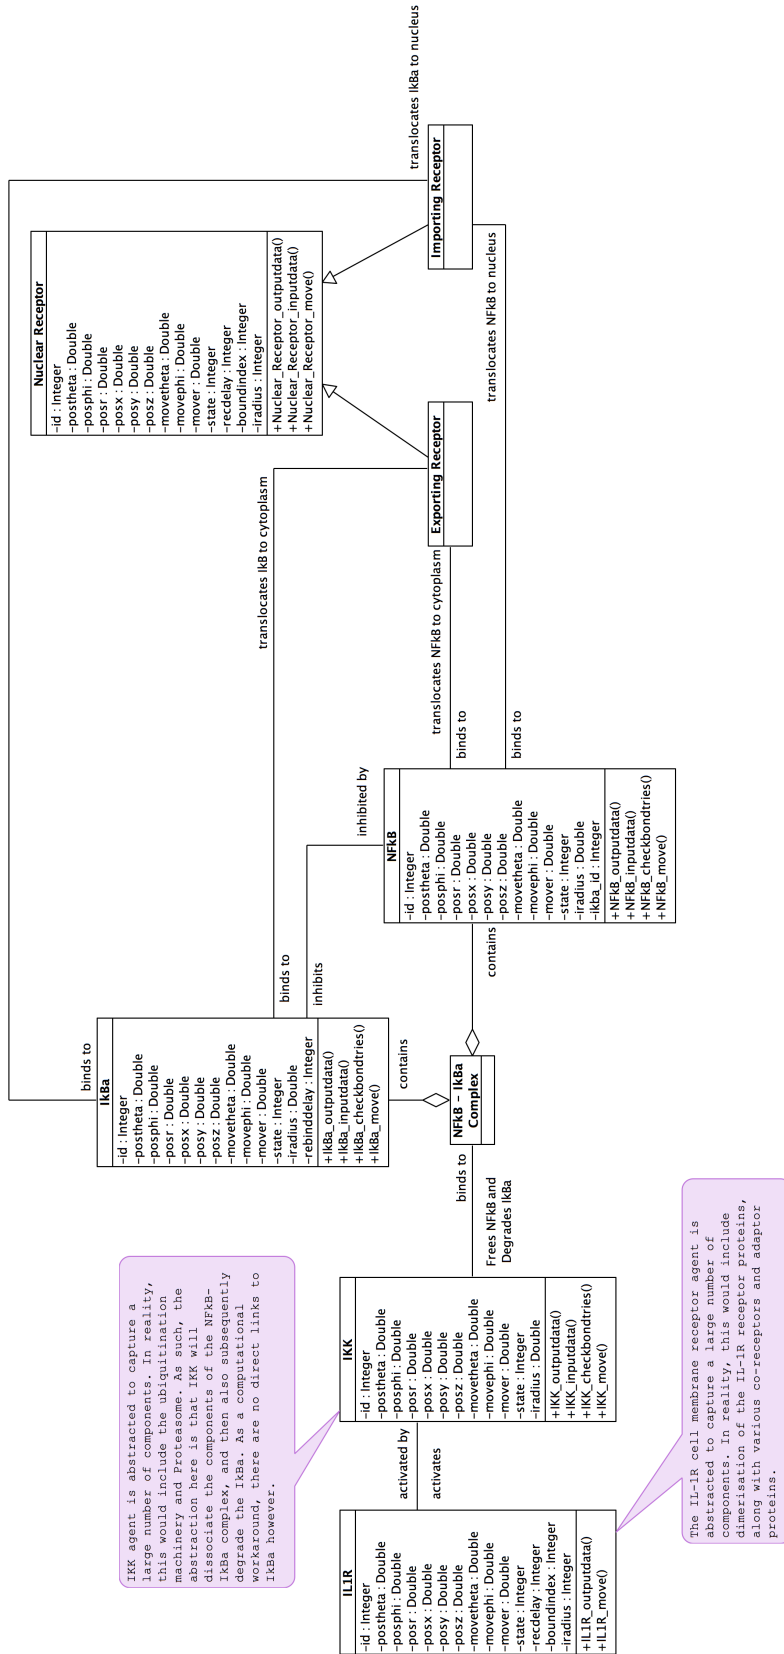 IL1R
-id : Integer
-postheta : Double
-posphi : Double
-posr : Double
-posx : Double
-posy : Double
-posz : Double
-movetheta : Double
-movephi : Double
-mover : Double
-state : Integer
-recdelay : Integer
-boundindex : Integer
-iradius : Integer
+IL1R_outputdata()
+IL1R_move()
activated by
activates
IKK agent is abstracted to capture a
large number of components. In reality,
this would include the ubiquitination
machinery and Proteasome. As such, the
abstraction here is that IKK will
dissociate the components of the NFkB-
IkBa complex, and then also subsequently
degrade the IkBa. As a computational
workaround, there are no direct links to
IkBa however.
IKK
-id : Integer
-postheta : Double
-posphi : Double
-posr : Double
-posx : Double
-posy : Double
-posz : Double
-movetheta : Double
-movephi : Double
-mover : Double
-state : Integer
-iradius : Double
+IKK_outputdata()
+IKK_inputdata()
+IKK_checkbondtries()
+IKK_move()
The IL-1R cell membrane receptor agent is
abstracted to capture a large number of
components. In reality, this would include
dimerisation of the IL-1R receptor proteins,
along with various co-receptors and adaptor
proteins.
binds to
Frees NFkB and
Degrades IkBa
binds to
IkBa
-id : Integer
-postheta : Double
-posphi : Double
-posr : Double
-posx : Double
-posy : Double
-posz : Double
-movetheta : Double
-movephi : Double
-mover : Double
-state : Integer
-iradius : Double
-rebinddelay : Integer
+IkBa_outputdata()
+IkBa_inputdata()
+IkBa_checkbondtries()
+IkBa_move()
contains
NFkB - IkBa
Complex
contains
binds to
inhibits
inhibited by
NFkB
-id : Integer
-postheta : Double
-posphi : Double
-posr : Double
-posx : Double
-posy : Double
-posz : Double
-movetheta : Double
-movephi : Double
-mover : Double
-state : Integer
-iradius : Double
-ikba_id : Integer
+NFkB_outputdata()
+NFkB_inputdata()
+NFkB_checkbondtries()
+NFkB_move()
translocates IkB to cytoplasm
translocates NFkB to cytoplasm
binds to
binds to
Exporting Receptor
Nuclear Receptor
-id : Integer
-postheta : Double
-posphi : Double
-posr : Double
-posx : Double
-posy : Double
-posz : Double
-movetheta : Double
-movephi : Double
-mover : Double
-state : Integer
-recdelay : Integer
-boundindex : Integer
-iradius : Integer
+Nuclear_Receptor_outputdata()
+Nuclear_Receptor_inputdata()
+Nuclear_Receptor_move()
translocates NFkB to nucleus
Importing Receptor
translocates IkBa to nucleus